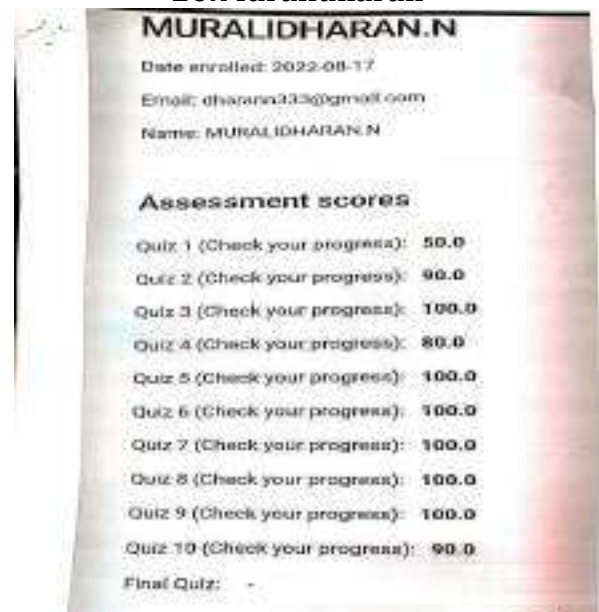 MURALIDHARAN.N
Date enrolled: 2022-08-17
Email: dharann333@gmail.com
Name: MURALIDHARAN.N
Assessment scores
Quiz 1 (Check your progress): 50.0
Quiz 2 (Check your progress): 90.0
Quiz 3 (Check your progress): 100.0
Quiz 4 (Check your progress): 80.0
Quiz 5 (Check your progress): 100.0
Quiz 6 (Check your progress): 100.0
Quiz 7 (Check your progress): 100.0
Quiz 8 (Check your progress): 100.0
Quiz 9 (Check your progress): 100.0
Quiz 10 (Check your progress): 90.0
Final Quiz: -